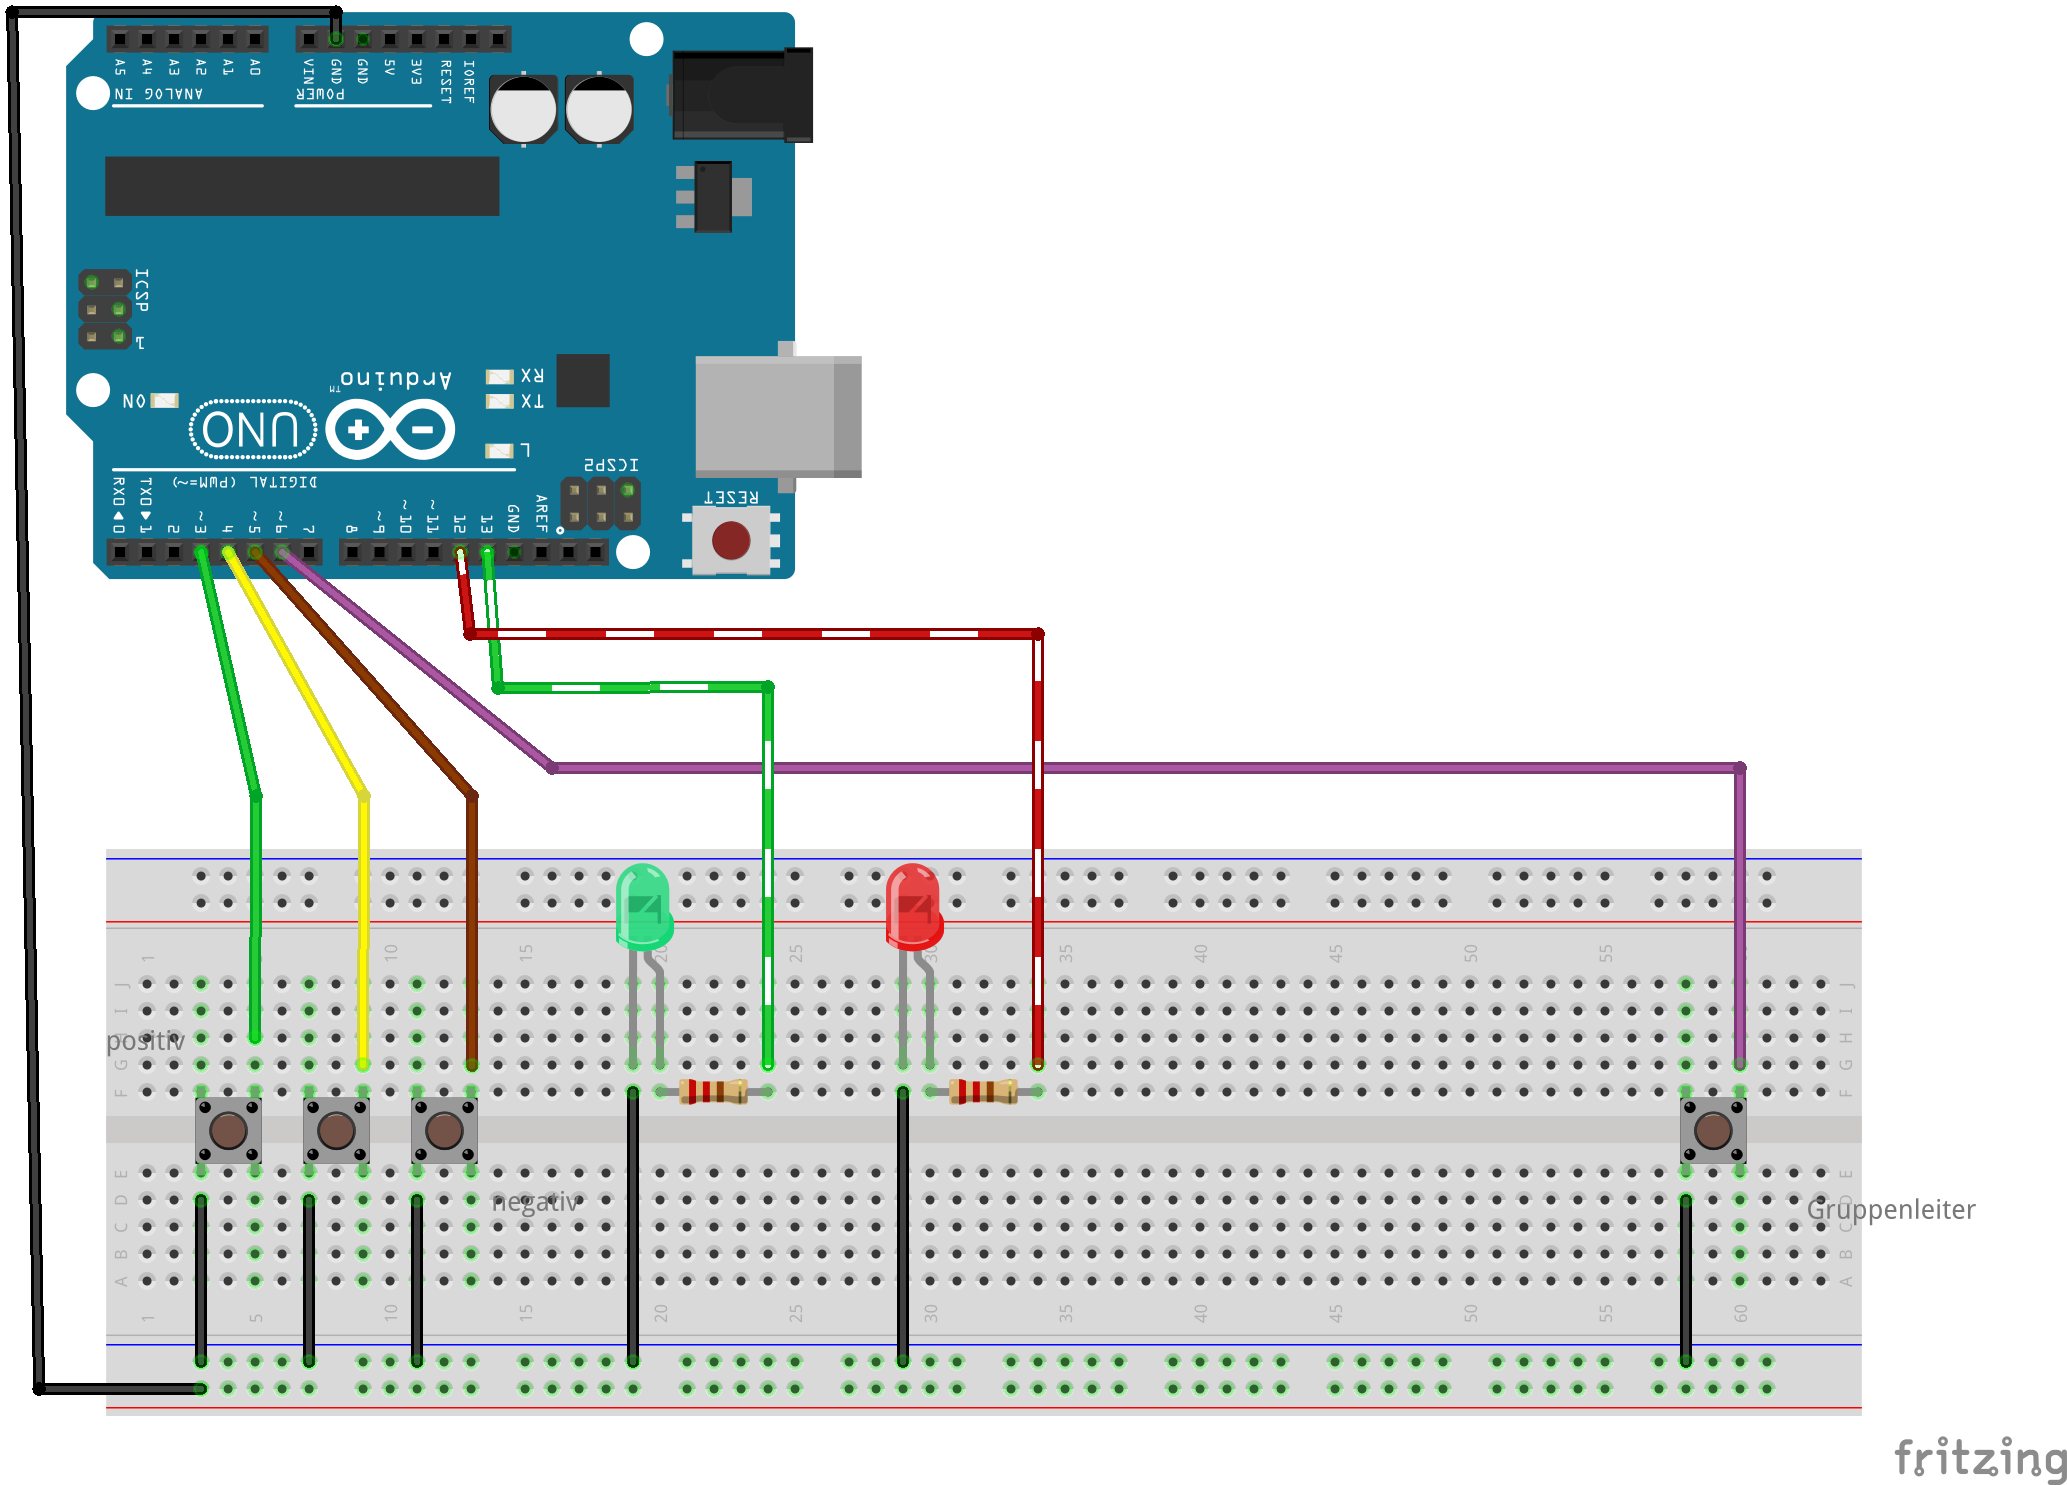 A5 A4 A3 A2 A1 A0 VIN GND GND 5V 3V3 RESET IOREF
ANALOG IN POWER
ICSP
1
Arduino™
RX
TX
ON
UNO
L
ICSP2
RESET
DIGITAL (PWM=~)
RX0◀0 TX0▶1 2 ~3 4 ~5 ~6 7 8 ~9 ~10 ~11 12 13 GND AREF
1 10 15 20 25 30 35 40 45 50 55
J J
I I
positiv
H H
G G
F F
E E
negativ
D D
Gruppenleiter
C C
B B
A A
1 5 10 15 20 25 30 35 40 45 50 55 60
fritzing